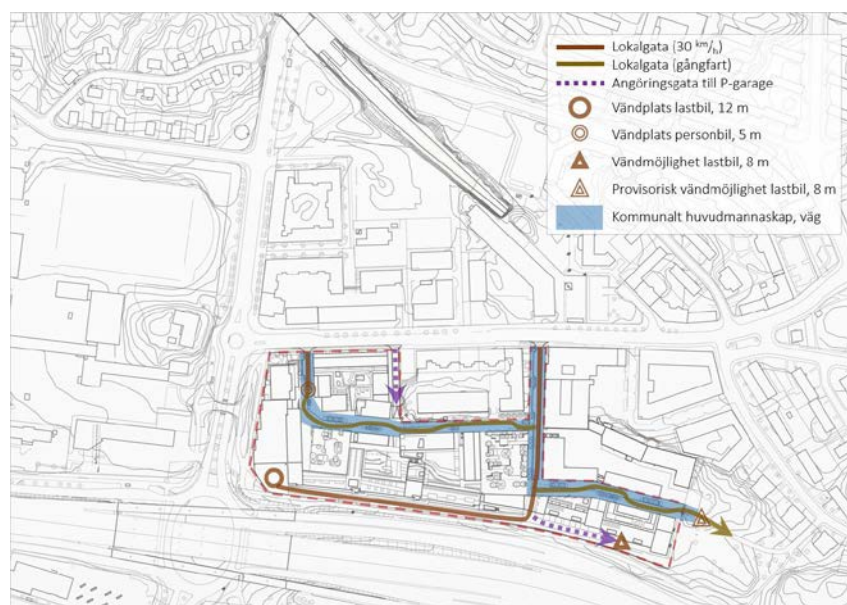 Lokalgata (30 km/h)
Lokalgata (gångfart)
Angöringsgata till P-garage
Vändplats lastbil, 12 m
Vändplats personbil, 5 m
Vändmöjlighet lastbil, 8 m
Provisorisk vändmöjlighet lastbil, 8 m
Kommunalt huvudmannaskap, väg